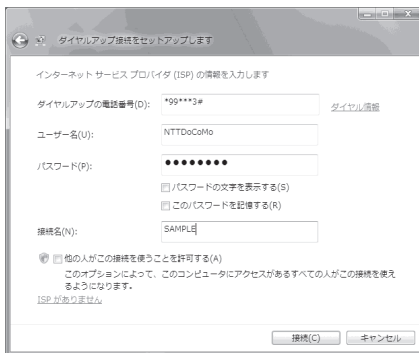 ダイヤルアップ接続をセットアップします
インターネット サービス プロバイダ (ISP) の情報を入力します
ダイヤルアップの電話番号(D): *99***3# ダイヤル情報
ユーザー名(U): NTTDoCoMo
パスワード(P): ●●●●●●●●
パスワードの文字を表示する(S)
このパスワードを記憶する(R)
接続名(N): SAMPLE
他の人がこの接続を使うことを許可する(A)
このオプションによって、このコンピュータにアクセスがあるすべての人がこの接続を使え
るようになります。
ISP がありません
接続(C) キャンセル